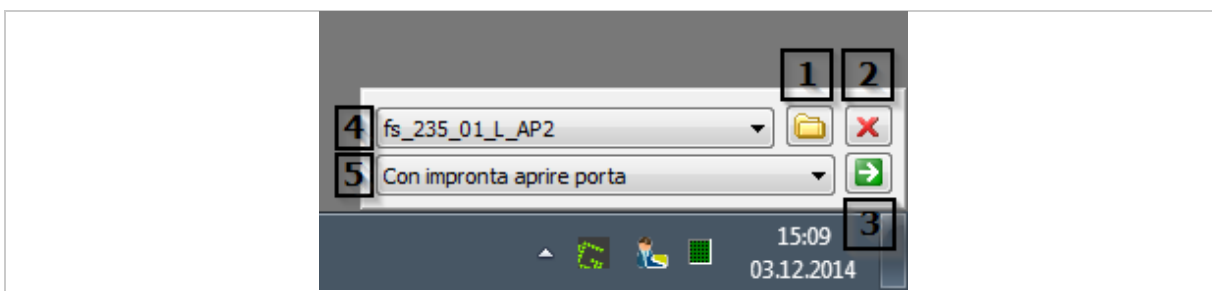 1 2
4 fs_235_01_L_AP2
5 Con impronta aprire porta
3
15:09
03.12.2014